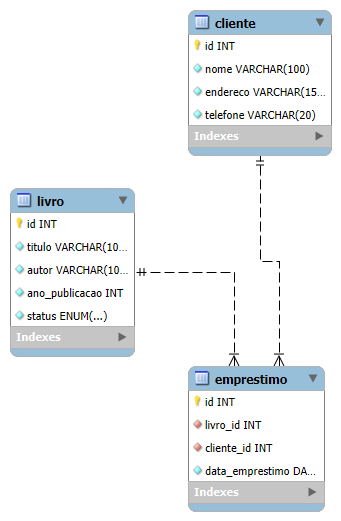 cliente
id INT
nome VARCHAR(100)
endereco VARCHAR(15...
telefone VARCHAR(20)
Indexes
livro
id INT
titulo VARCHAR(10...
autor VARCHAR(10...
ano_publicacao INT
status ENUM(...)
Indexes
emprestimo
id INT
livro_id INT
cliente_id INT
data_emprestimo DA...
Indexes